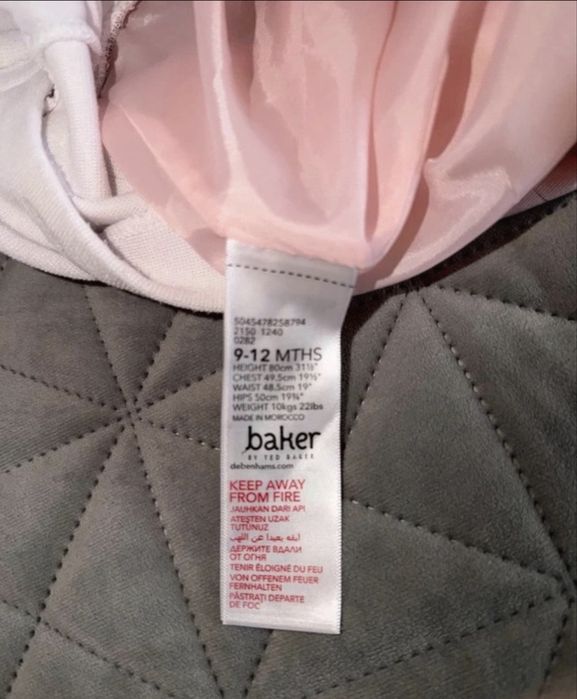 5045478258794
2150 1240
0282
9-12 MTHS
HEIGHT 80cm 31½"
CHEST 49.5cm 19½"
WAIST 48.5cm 19"
HIPS 50cm 19¾"
WEIGHT 10kgs 22lbs
MADE IN MOROCCO
baker
BY TED BAKER
debenhams.com
KEEP AWAY
FROM FIRE
JAUHKAN DARI API
ATEŞTEN UZAK
TUTUNUZ
ابقه بعيدا عن اللهب
ДЕРЖИТЕ ВДАЛИ
ОТ ОГНЯ
TENIR ÉLOIGNÉ DU FEU
VON OFFENEM FEUER
FERNHALTEN
PĂSTRAȚI DEPARTE
DE FOC